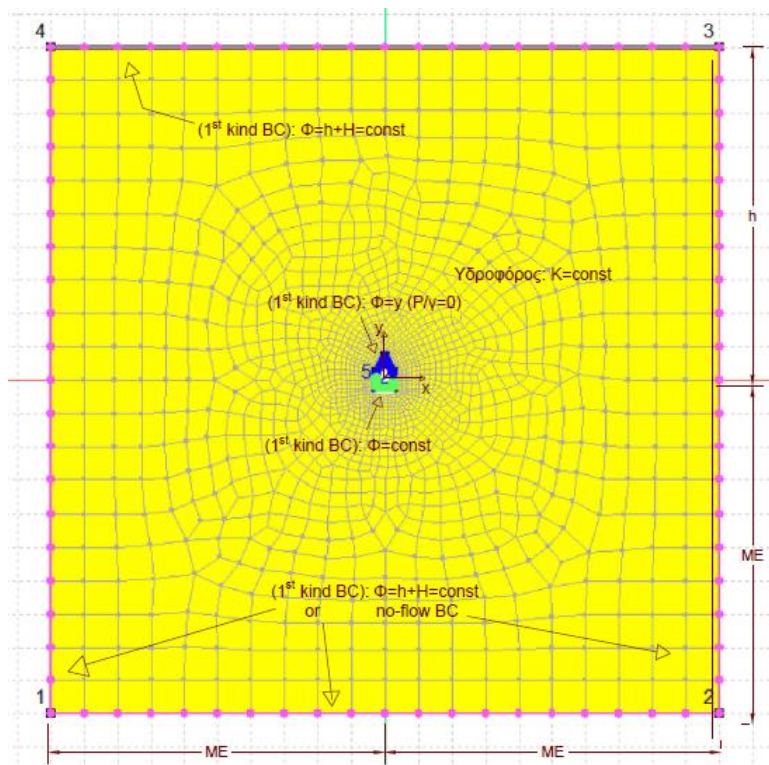 4
3
(1st kind BC): Φ=h+H=const
h
Υδροφόρος: K=const
(1st kind BC): Φ=y (P/γ=0)
y
5
x
(1st kind BC): Φ=const
ME
(1st kind BC): Φ=h+H=const
or no-flow BC
1
2
ME
ME